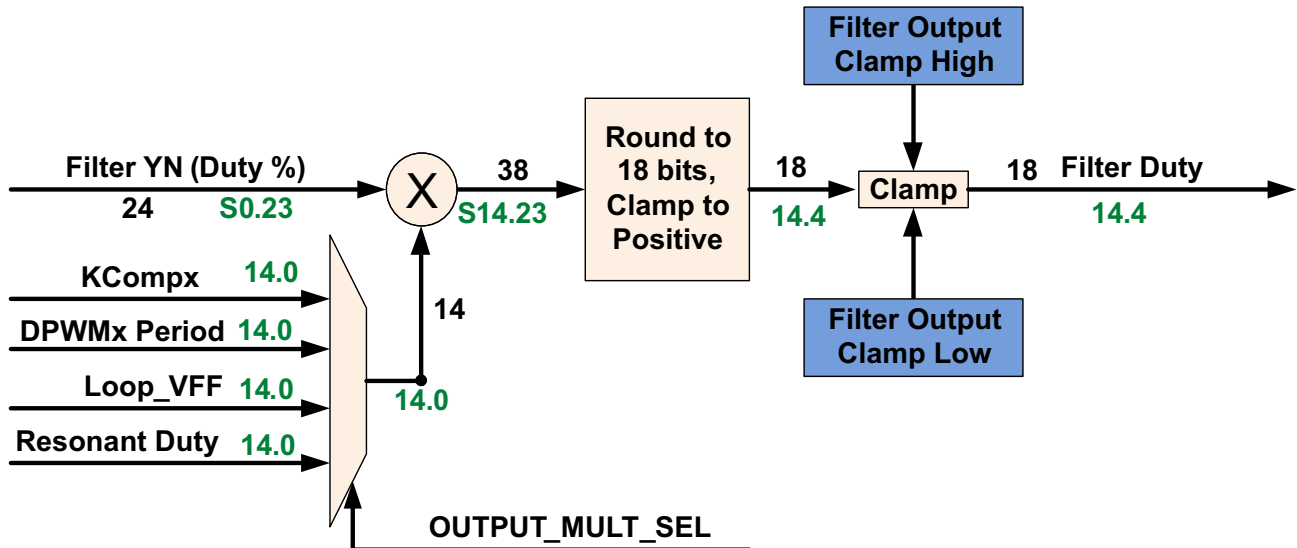 Filter Output
Clamp High
Filter YN (Duty %)
24
S0.23
X
38
S14.23
Round to
18 bits,
Clamp to
Positive
18
14.4
Clamp
18
Filter Duty
14.4
KCompx
14.0
DPWMx Period
14.0
Loop_VFF
14.0
Resonant Duty
14.0
14
14.0
Filter Output
Clamp Low
OUTPUT_MULT_SEL